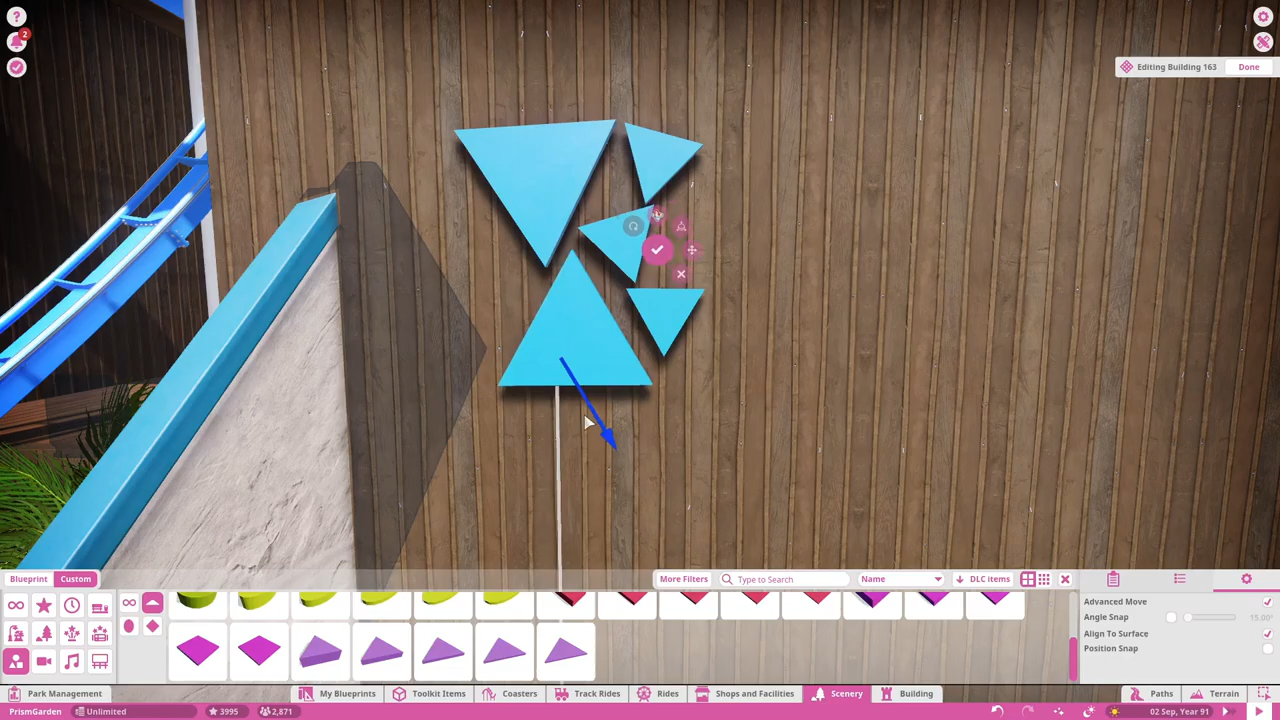 ?
2
Editing Building 163
Done
Blueprint
Custom
More Filters
Type to Search
Name
DLC items
Advanced Move
Angle Snap
15.00°
Align To Surface
Position Snap
Park Management
My Blueprints
Toolkit Items
Coasters
Track Rides
Rides
Shops and Facilities
Scenery
Building
Paths
Terrain
PrismGarden
Unlimited
3995
2,871
02 Sep, Year 91